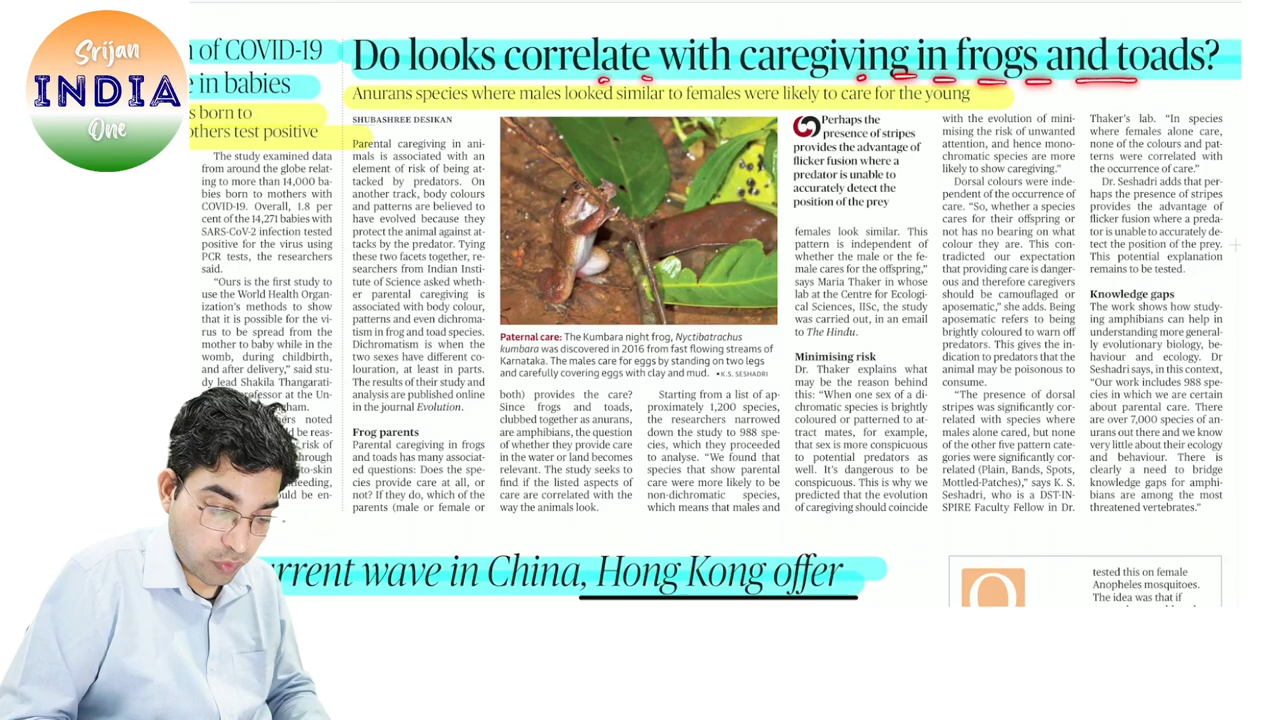 Srijan
INDIA
One
n of COVID-19
e in babies
s born to
others test positive
The study examined data
from around the globe relat-
ing to more than 14,000 ba-
bies born to mothers with
COVID-19. Overall, 1.8 per
cent of the 14,271 babies with
SARS-CoV-2 infection tested
positive for the virus using
PCR tests, the researchers
said.
"Ours is the first study to
use the World Health Organ-
ization's methods to show
that it is possible for the vi-
rus to be spread from the
mother to baby while in the
womb, during childbirth,
and after delivery," said stu-
dy lead Shakila Thangarati-
rofessor at the Un-
gham.
hers noted
ld be reas-
risk of
hrough
to-skin
eeding,
ould be en-
Do looks correlate with caregiving in frogs and toads?
Anurans species where males looked similar to females were likely to care for the young
SHUBASHREE DESIKAN
Parental caregiving in ani-
mals is associated with an
element of risk of being at-
tacked by predators. On
another track, body colours
and patterns are believed to
have evolved because they
protect the animal against at-
tacks by the predator. Tying
these two facets together, re-
searchers from Indian Insti-
tute of Science asked wheth-
er parental caregiving is
associated with body colour,
patterns and even dichroma-
tism in frog and toad species.
Dichromatism is when the
two sexes have different co-
louration, at least in parts.
The results of their study and
analysis are published online
in the journal Evolution.
Frog parents
Parental caregiving in frogs
and toads has many associat-
ed questions: Does the spe-
cies provide care at all, or
not? If they do, which of the
parents (male or female or
Paternal care: The Kumbara night frog, Nyctibatrachus
kumbara was discovered in 2016 from fast flowing streams of
Karnataka. The males care for eggs by standing on two legs
and carefully covering eggs with clay and mud. • K.S. SESHADRI
both) provides the care?
Since frogs and toads,
clubbed together as anurans,
are amphibians, the question
of whether they provide care
in the water or land becomes
relevant. The study seeks to
find if the listed aspects of
care are correlated with the
way the animals look.
Starting from a list of ap-
proximately 1,200 species,
the researchers narrowed
down the study to 988 spe-
cies, which they proceeded
to analyse. "We found that
species that show parental
care were more likely to be
non-dichromatic species,
which means that males and
Perhaps the
presence of stripes
provides the advantage of
flicker fusion where a
predator is unable to
accurately detect the
position of the prey
females look similar. This
pattern is independent of
whether the male or the fe-
male cares for the offspring,"
says Maria Thaker in whose
lab at the Centre for Ecologi-
cal Sciences, IISc, the study
was carried out, in an email
to The Hindu.
Minimising risk
Dr. Thaker explains what
may be the reason behind
this: "When one sex of a di-
chromatic species is brightly
coloured or patterned to at-
tract mates, for example,
that sex is more conspicuous
to potential predators as
well. It's dangerous to be
conspicuous. This is why we
predicted that the evolution
of caregiving should coincide
with the evolution of mini-
mising the risk of unwanted
attention, and hence mono-
chromatic species are more
likely to show caregiving."
Dorsal colours were inde-
pendent of the occurrence of
care. "So, whether a species
cares for their offspring or
not has no bearing on what
colour they are. This con-
tradicted our expectation
that providing care is danger-
ous and therefore caregivers
should be camouflaged or
aposematic," she adds. Being
aposematic refers to being
brightly coloured to warn off
predators. This gives the in-
dication to predators that the
animal may be poisonous to
consume.
"The presence of dorsal
stripes was significantly cor-
related with species where
males alone cared, but none
of the other five pattern cate-
gories were significantly cor-
related (Plain, Bands, Spots,
Mottled-Patches)," says K. S.
Seshadri, who is a DST-IN-
SPIRE Faculty Fellow in Dr.
Thaker's lab. "In species
where females alone care,
none of the colours and pat-
terns were correlated with
the occurrence of care."
Dr. Seshadri adds that per-
haps the presence of stripes
provides the advantage of
flicker fusion where a preda-
tor is unable to accurately de-
tect the position of the prey.
This potential explanation
remains to be tested.
Knowledge gaps
The work shows how study-
ing amphibians can help in
understanding more general-
ly evolutionary biology, be-
haviour and ecology. Dr
Seshadri says, in this context,
"Our work includes 988 spe-
cies in which we are certain
about parental care. There
are over 7,000 species of an-
urans out there and we know
very little about their ecology
and behaviour. There is
clearly a need to bridge
knowledge gaps for amphi-
bians are among the most
threatened vertebrates."
rrent wave in China, Hong Kong offer
Q
tested this on female
Anopheles mosquitoes.
The idea was that if